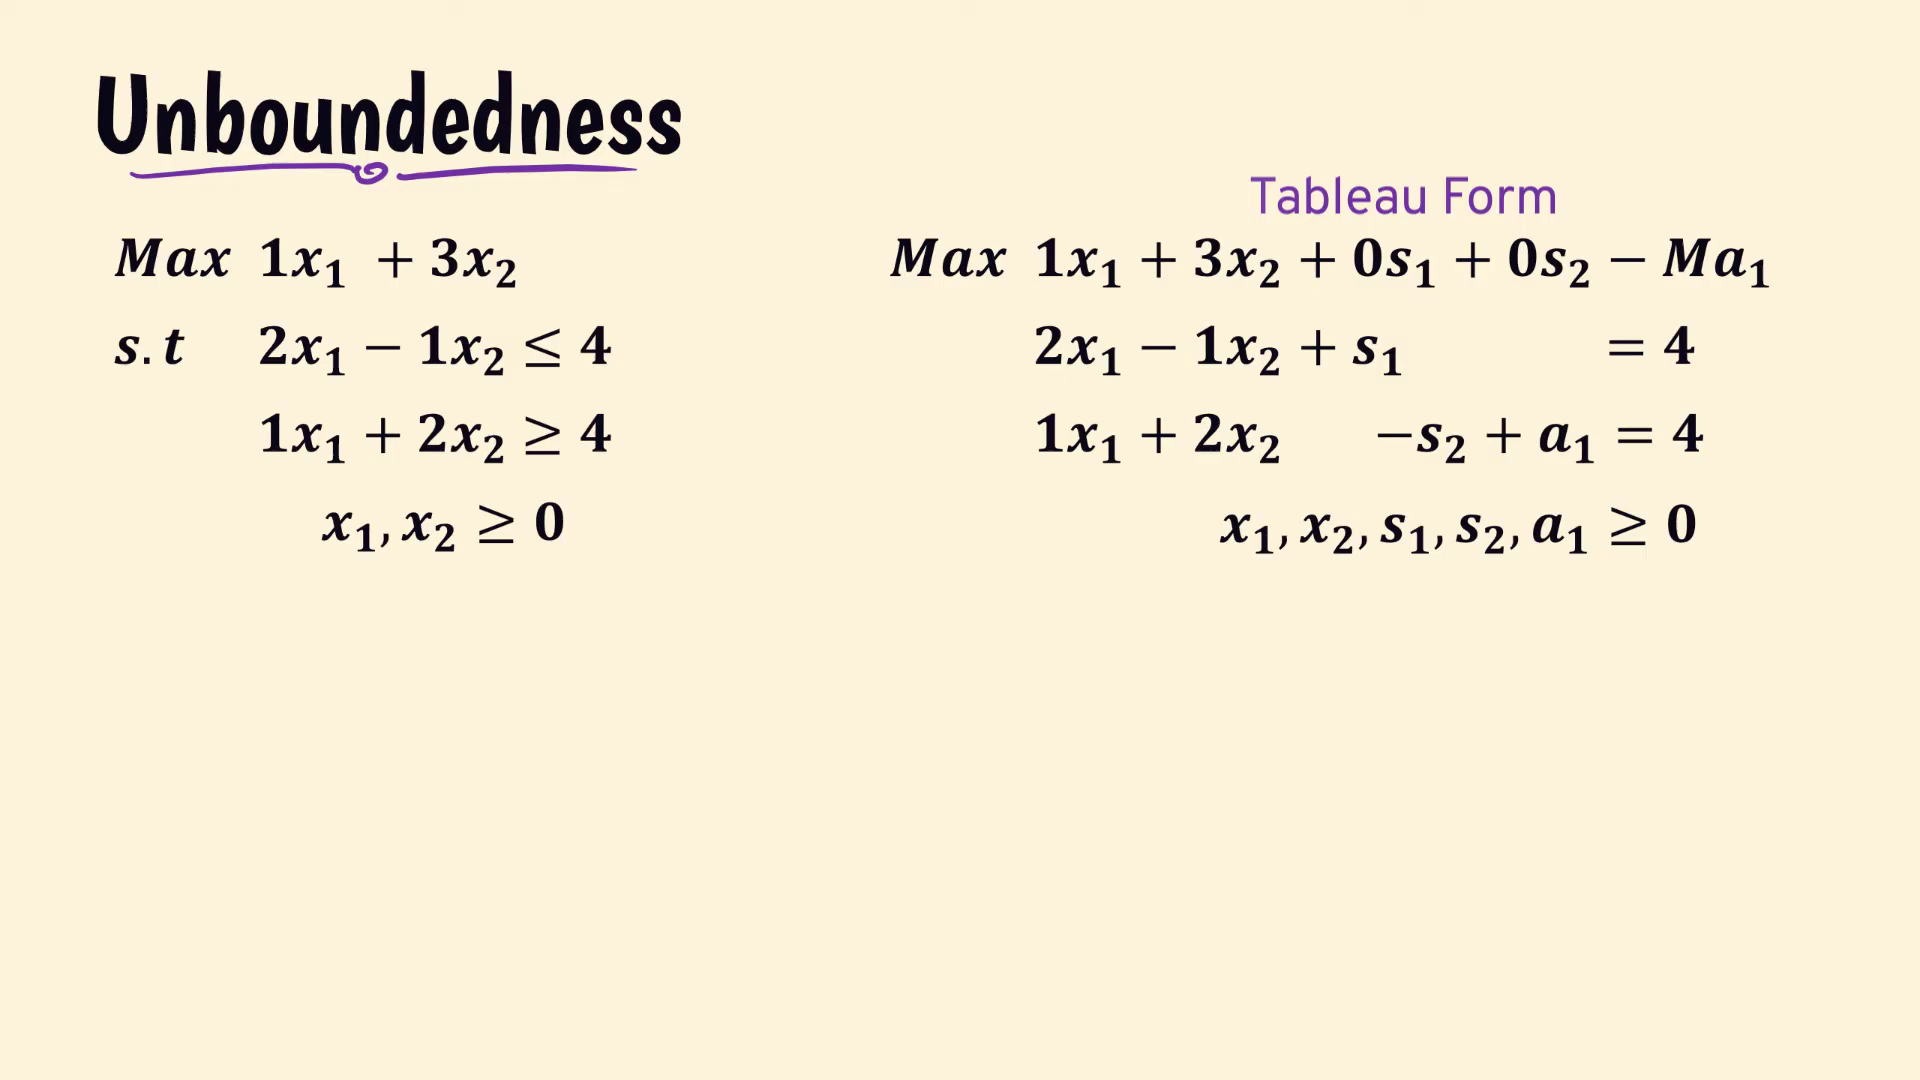 Unboundedness
Max 1x₁ + 3x₂
s.t 2x₁ − 1x₂ ≤ 4
1x₁ + 2x₂ ≥ 4
x₁, x₂ ≥ 0
Tableau Form
Max 1x₁ + 3x₂ + 0s₁ + 0s₂ − Ma₁
2x₁ − 1x₂ + s₁ = 4
1x₁ + 2x₂ −s₂ + a₁ = 4
x₁, x₂, s₁, s₂, a₁ ≥ 0